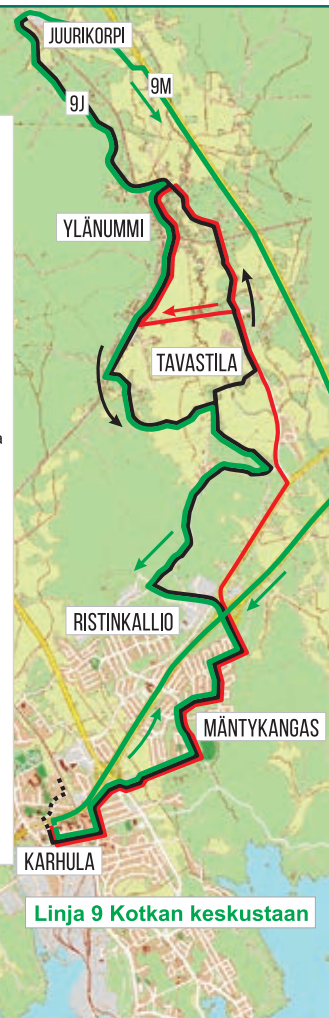 JUURIKORPI
9M
9J
YLÄNUMMI
TAVASTILA
a
RISTINKALLIO
MÄNTYKANGAS
KARHULA
Linja 9 Kotkan keskustaan